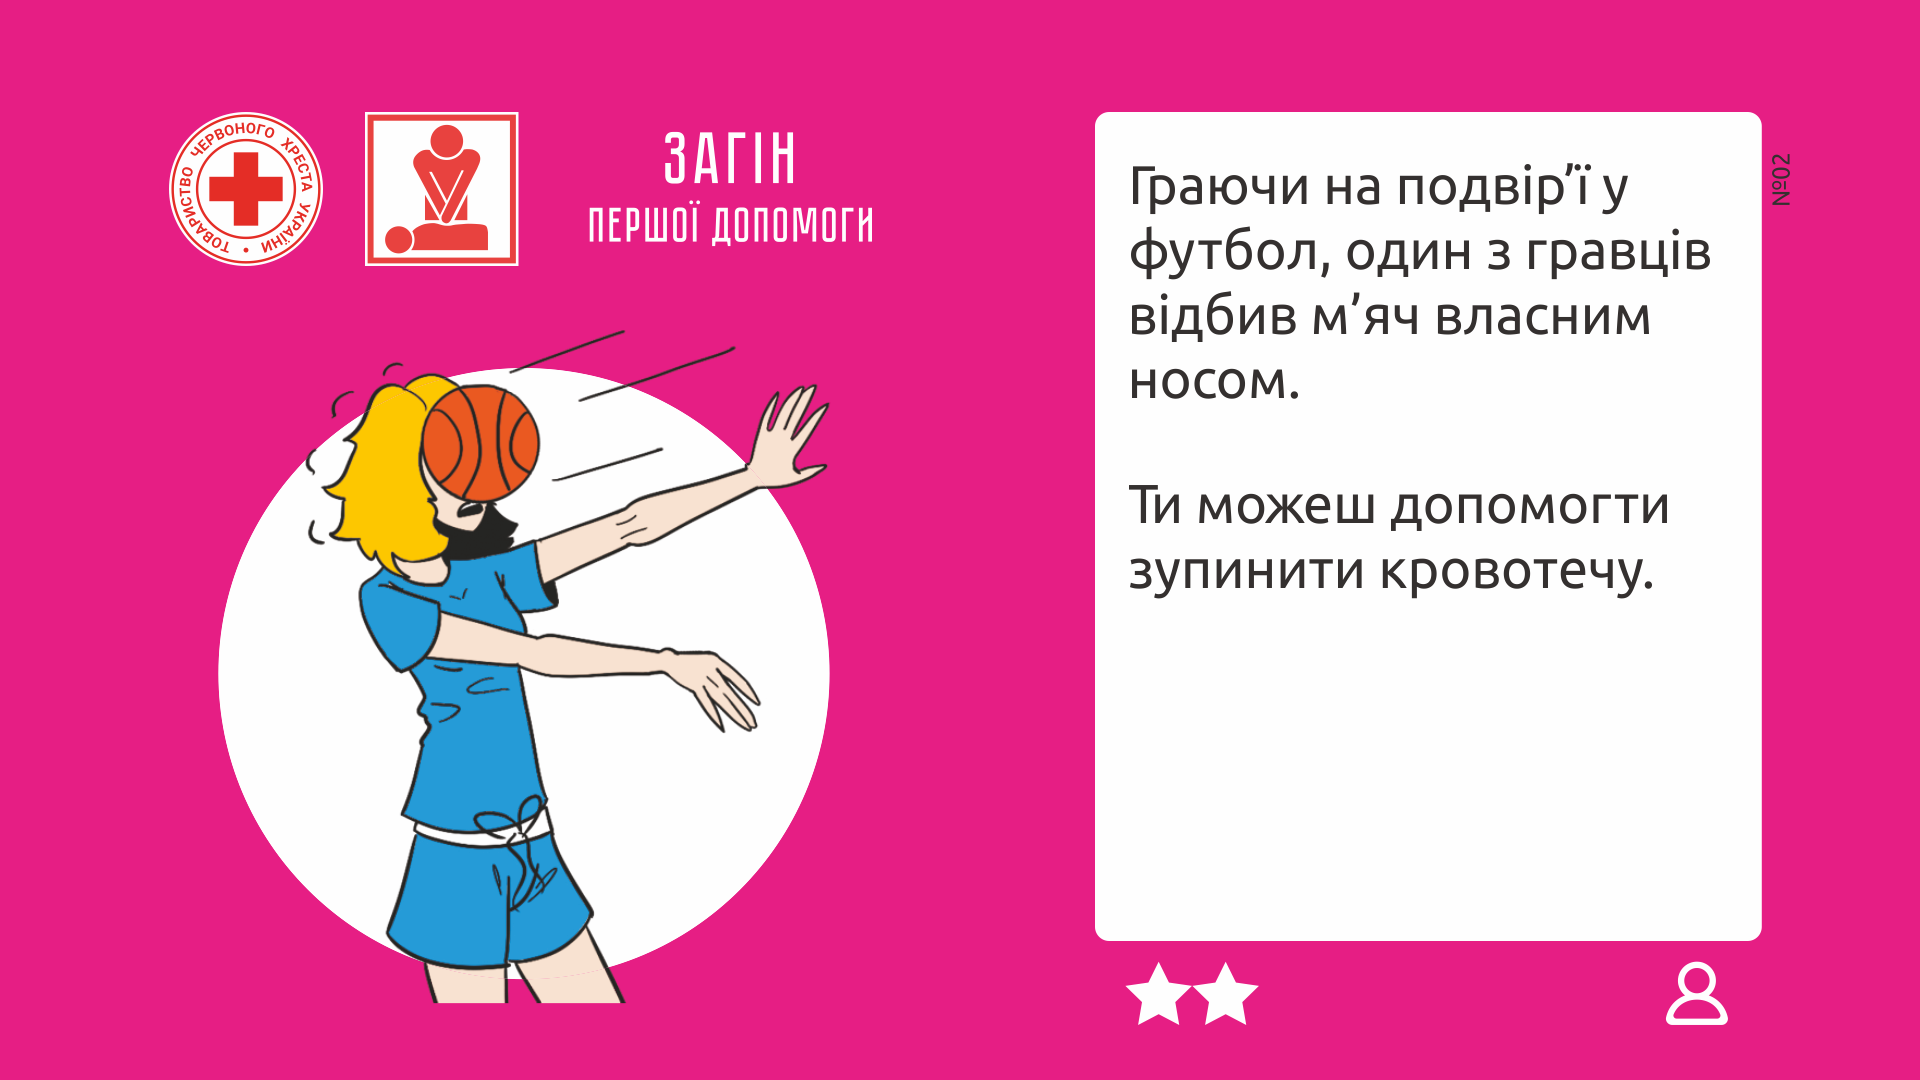 ТОВАРИСТВО ЧЕРВОНОГО ХРЕСТА УКРАЇНИ •
ЗАГІН
ПЕРШОЇ ДОПОМОГИ
Граючи на подвір’ї у
футбол, один з гравців
відбив м’яч власним
носом.
Ти можеш допомогти
зупинити кровотечу.
№02